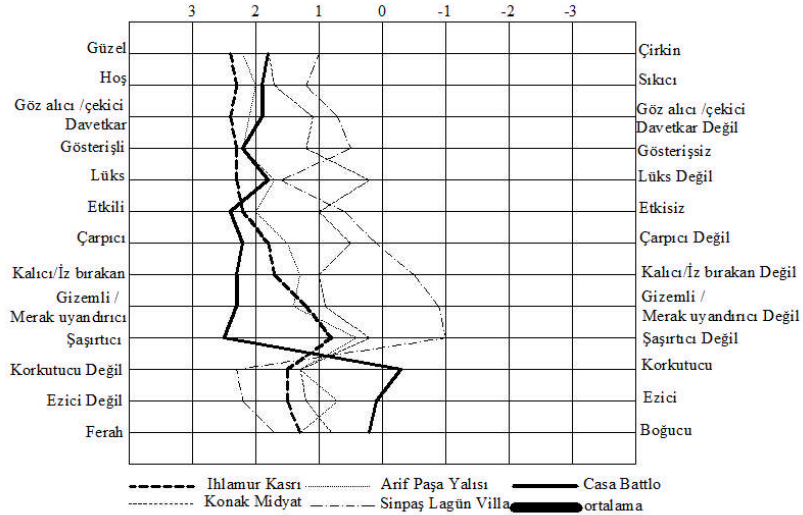 3 2 1 0 -1 -2 -3
Güzel Çirkin
Hoş Sıkıcı
Göz alıcı /çekici Göz alıcı /çekici
Davetkar Davetkar Değil
Gösterişli Gösterişsiz
Lüks Lüks Değil
Etkili Etkisiz
Çarpıcı Çarpıcı Değil
Kalıcı/İz bırakan Kalıcı/İz bırakan Değil
Gizemli / Gizemli /
Merak uyandırıcı Merak uyandırıcı Değil
Şaşırtıcı Şaşırtıcı Değil
Korkutucu Değil Korkutucu
Ezici Değil Ezici
Ferah Boğucu
Ihlamur Kasrı Arif Paşa Yalısı Casa Battlo
Konak Midyat Sinpaş Lagün Villa ortalama